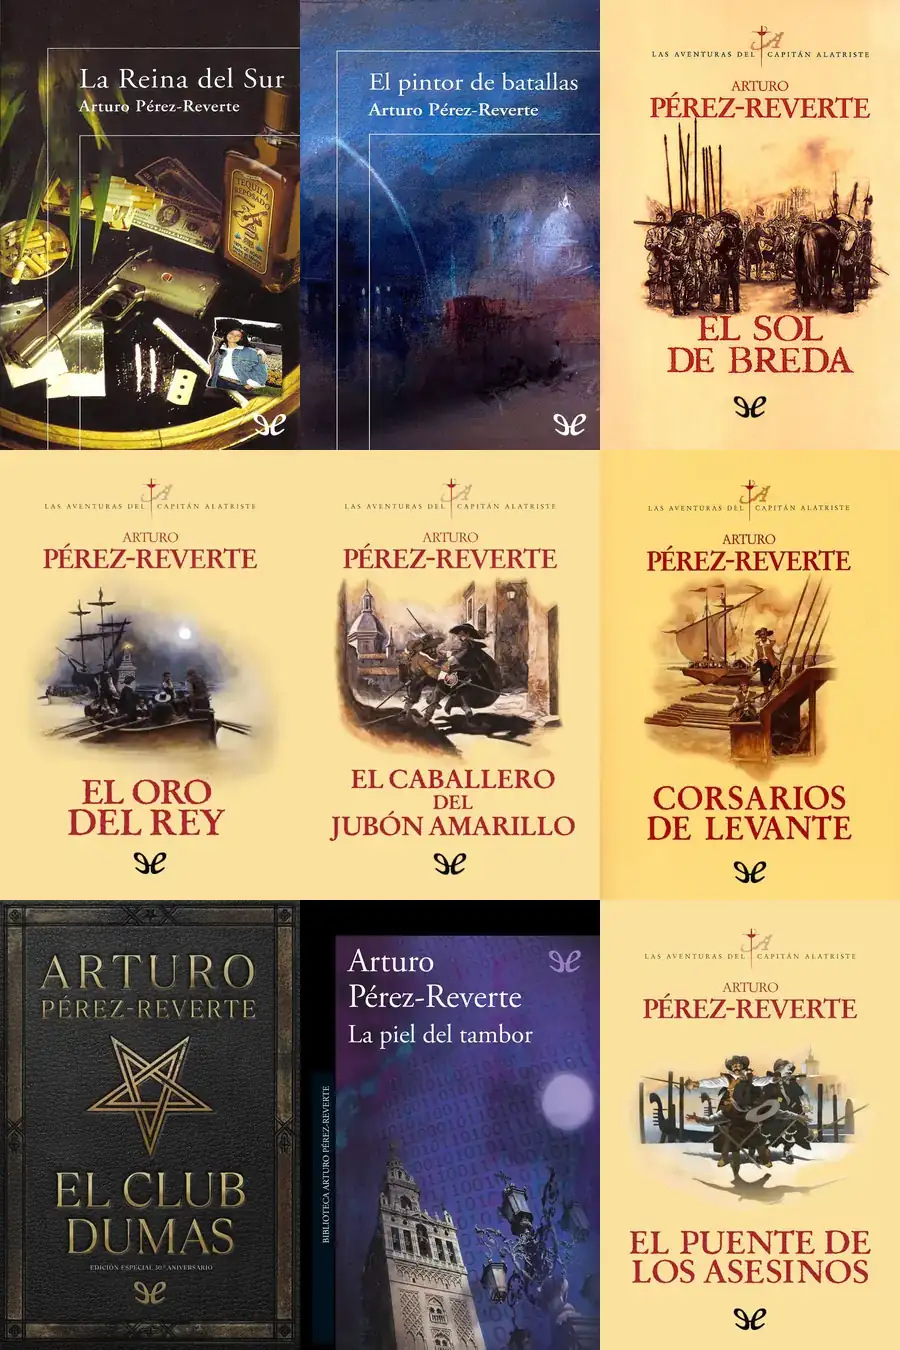 La Reina del Sur
Arturo Pérez-Reverte
TEQUILA
REPOSADO
El pintor de batallas
Arturo Pérez-Reverte
LAS AVENTURAS DEL CAPITÁN ALATRISTE
ARTURO
PÉREZ-REVERTE
EL SOL
DE BREDA
LAS AVENTURAS DEL CAPITÁN ALATRISTE
ARTURO
PÉREZ-REVERTE
EL ORO
DEL REY
LAS AVENTURAS DEL CAPITÁN ALATRISTE
ARTURO
PÉREZ-REVERTE
EL CABALLERO
DEL
JUBÓN AMARILLO
LAS AVENTURAS DEL CAPITÁN ALATRISTE
ARTURO
PÉREZ-REVERTE
CORSARIOS
DE LEVANTE
ARTURO
PÉREZ-REVERTE
EL CLUB
DUMAS
EDICIÓN ESPECIAL 30.º ANIVERSARIO
Arturo
Pérez-Reverte
La piel del tambor
BIBLIOTECA ARTURO PÉREZ-REVERTE
LAS AVENTURAS DEL CAPITÁN ALATRISTE
ARTURO
PÉREZ-REVERTE
EL PUENTE DE
LOS ASESINOS